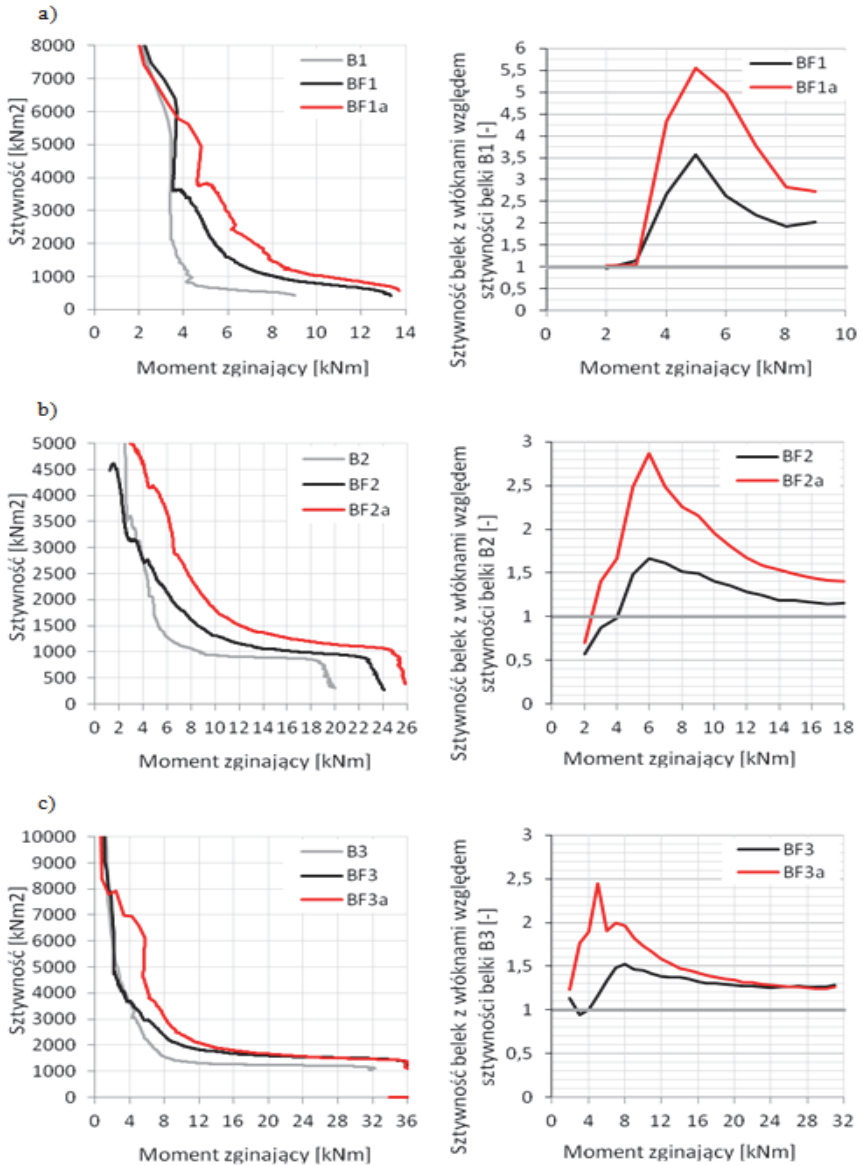 a)
Sztywność [kNm2]
8000
7000
6000
5000
4000
3000
2000
1000
0
B1
BF1
BF1a
0 2 4 6 8 10 12 14
Moment zginający [kNm]
Sztywność belek z włóknami względem
sztywności belki B1 [-]
6
5,5
5
4,5
4
3,5
3
2,5
2
1,5
1
0,5
0
BF1
BF1a
0 2 4 6 8 10
Moment zginający [kNm]
b)
Sztywność [kNm2]
5000
4500
4000
3500
3000
2500
2000
1500
1000
500
0
B2
BF2
BF2a
0 2 4 6 8 10 12 14 16 18 20 22 24 26
Moment zginający [kNm]
Sztywność belek z włóknami względem
sztywności belki B2 [-]
3
2,5
2
1,5
1
0,5
0
BF2
BF2a
0 2 4 6 8 10 12 14 16 18
Moment zginający [kNm]
c)
Sztywność [kNm2]
10000
9000
8000
7000
6000
5000
4000
3000
2000
1000
0
B3
BF3
BF3a
0 4 8 12 16 20 24 28 32 36
Moment zginający [kNm]
Sztywność belek z włóknami względem
sztywności belki B3 [-]
3
2,5
2
1,5
1
0,5
0
BF3
BF3a
0 4 8 12 16 20 24 28 32
Moment zginający [kNm]